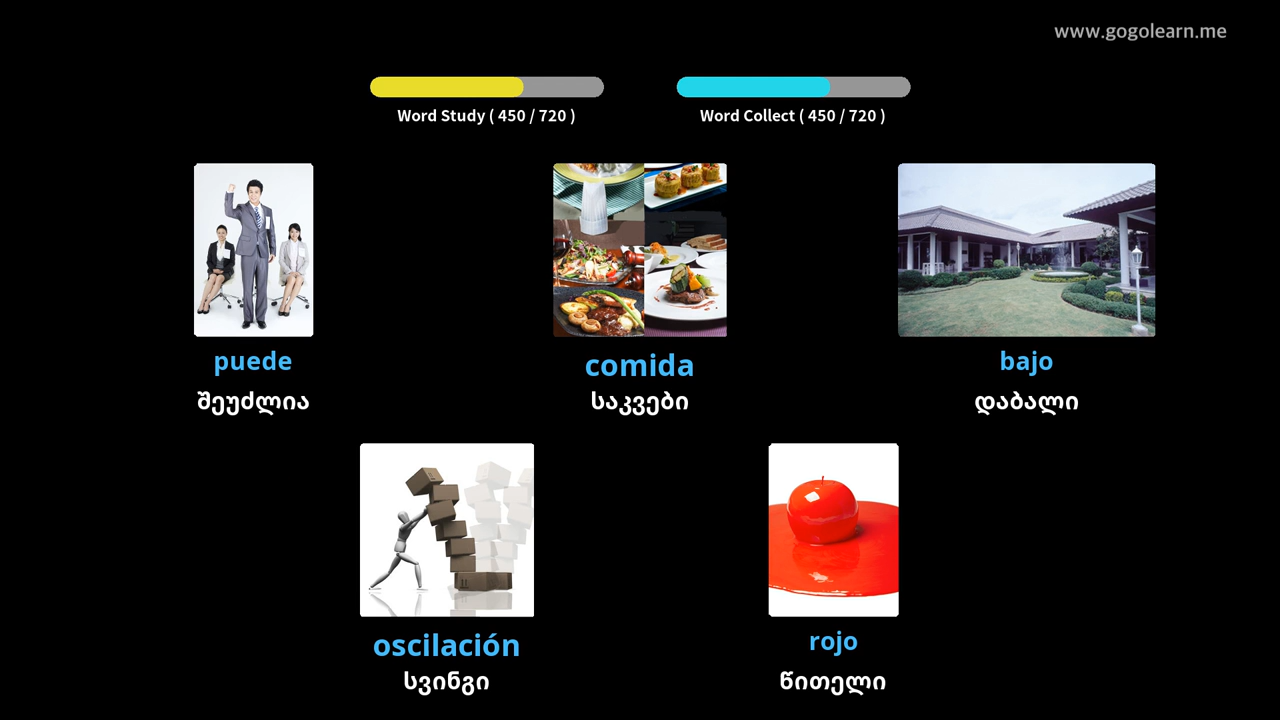 www.gogolearn.me
Word Study ( 450 / 720 )
Word Collect ( 450 / 720 )
puede
შეუძლია
comida
საკვები
bajo
დაბალი
oscilación
სვინგი
rojo
წითელი